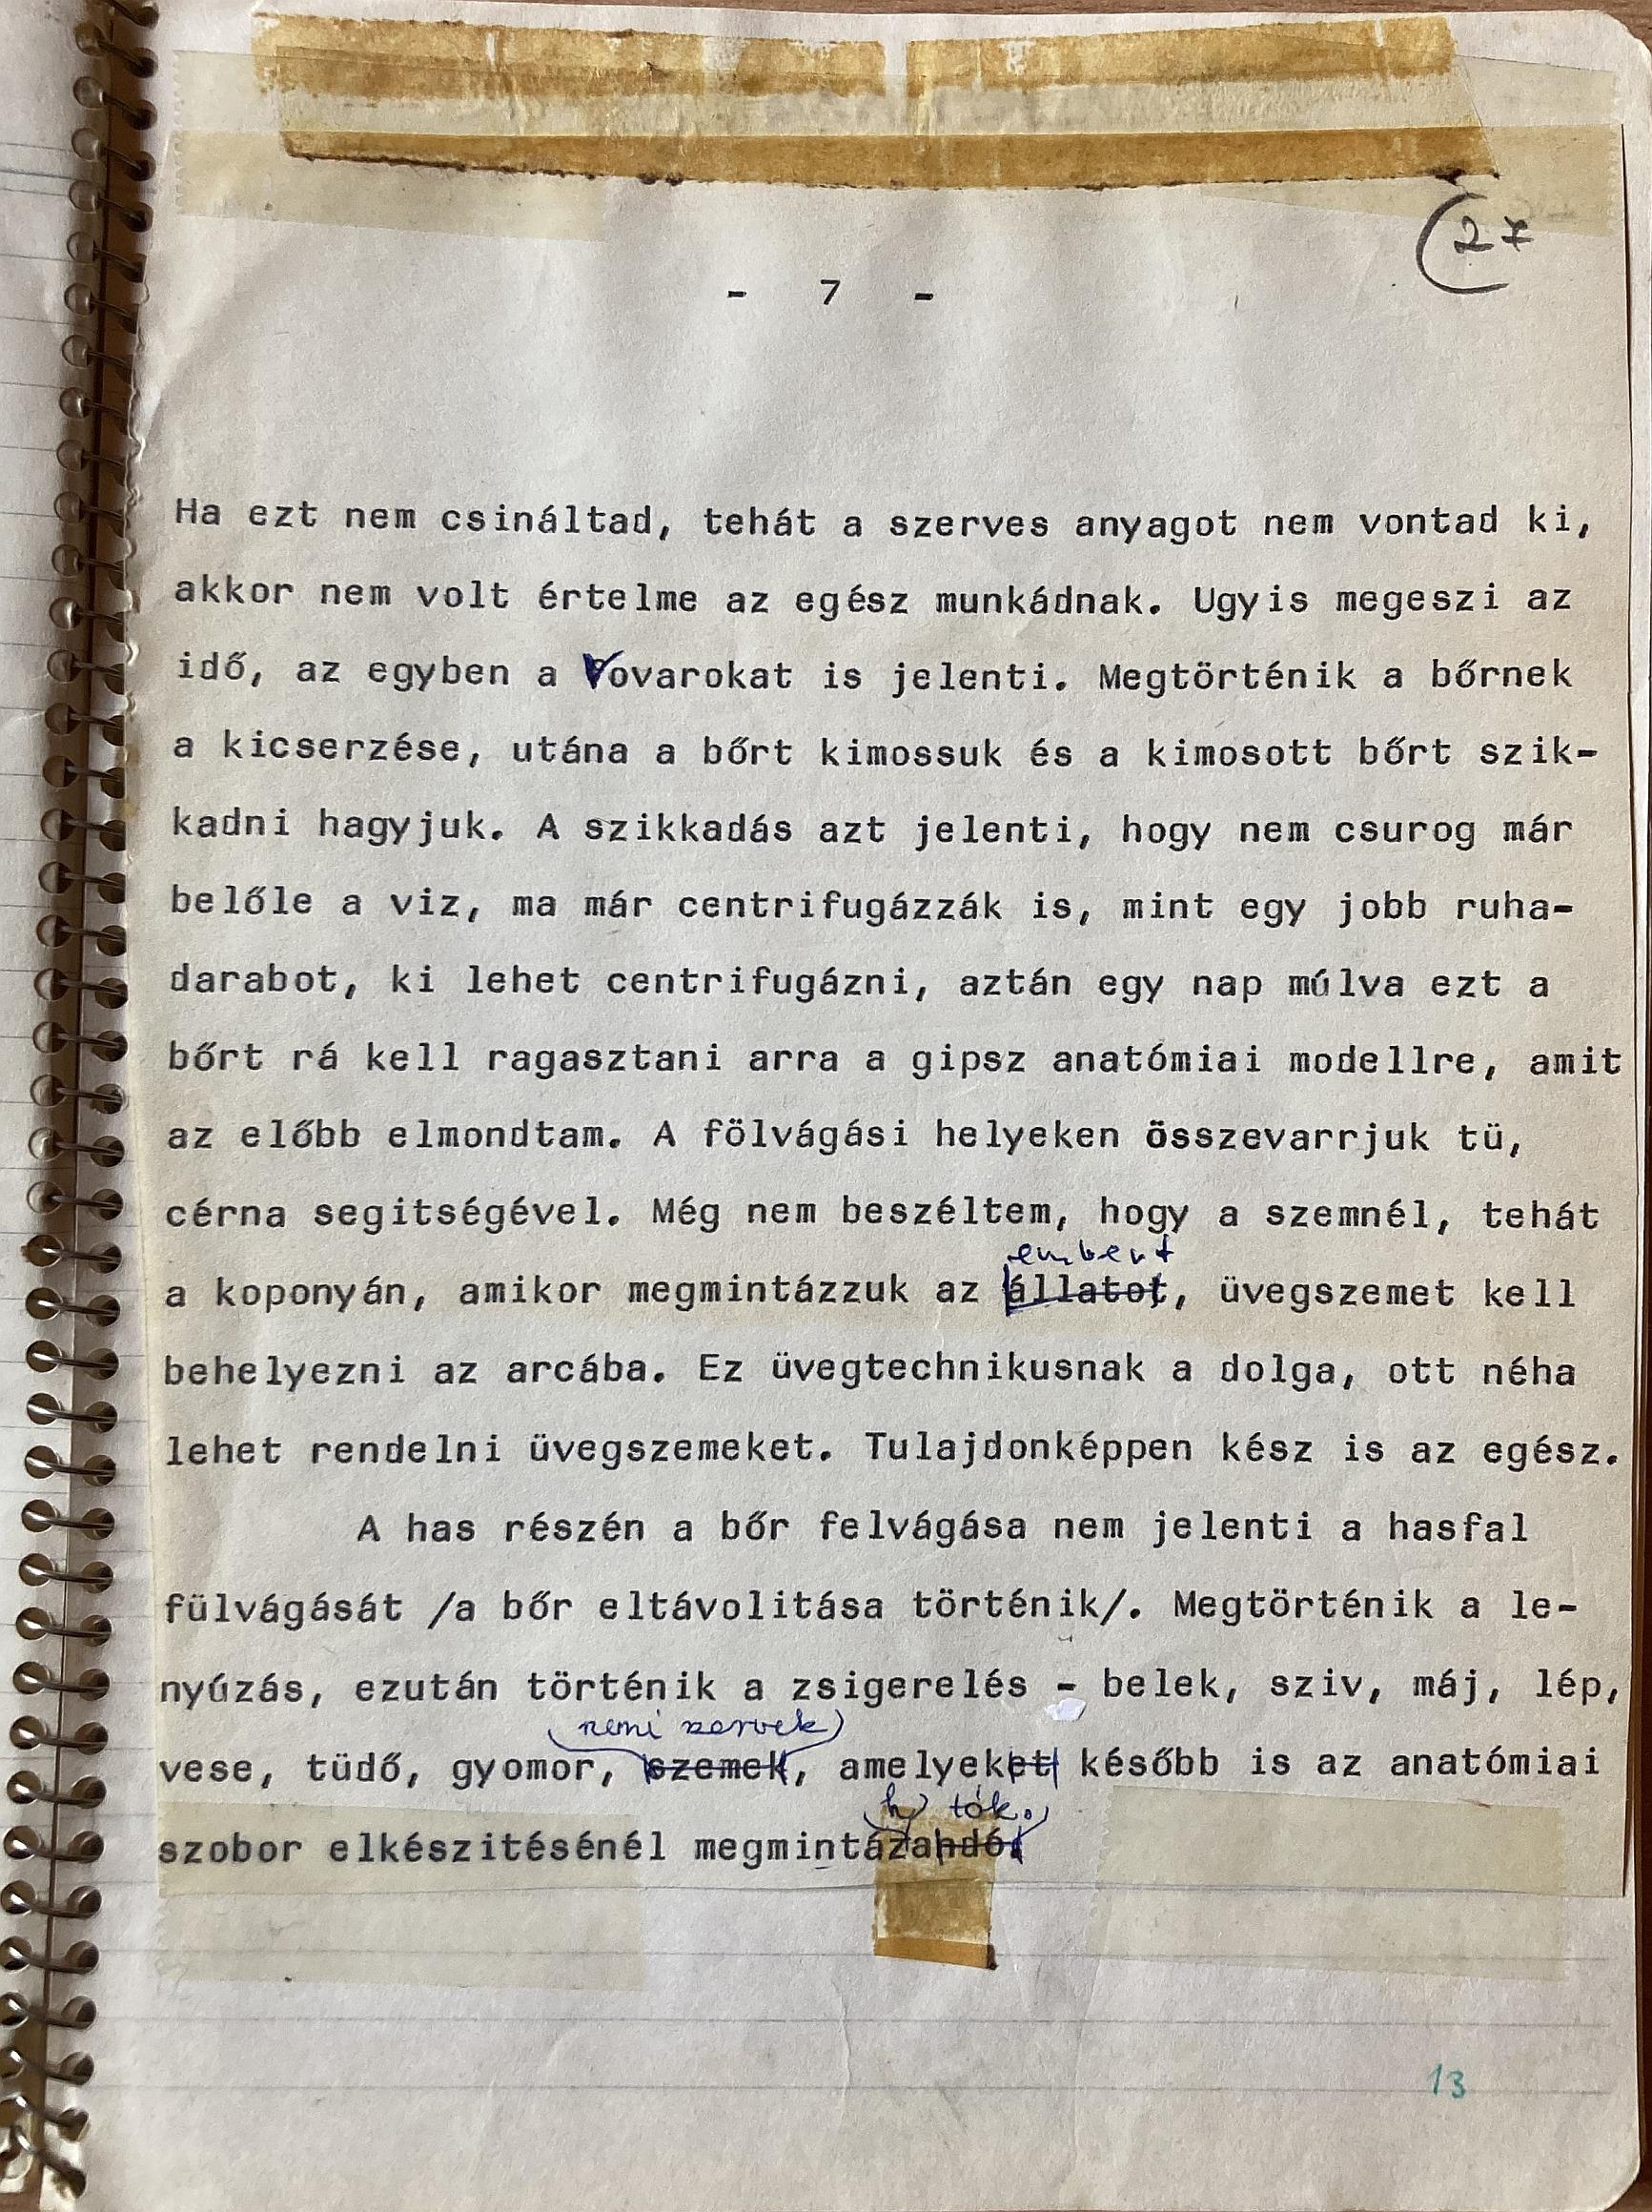 27
- 7 -
Ha ezt nem csináltad, tehát a szerves anyagot nem vontad ki,
akkor nem volt értelme az egész munkádnak. Ugyis megeszi az
idő, az egyben a rovarokat is jelenti. Megtörténik a bőrnek
a kicserzése, utána a bőrt kimossuk és a kimosott bőrt szik-
kadni hagyjuk. A szikkadás azt jelenti, hogy nem csurog már
belőle a viz, ma már centrifugázzák is, mint egy jobb ruha-
darabot, ki lehet centrifugázni, aztán egy nap múlva ezt a
bőrt rá kell ragasztani arra a gipsz anatómiai modellre, amit
az előbb elmondtam. A fölvágási helyeken összevarrjuk tü,
cérna segitségével. Még nem beszéltem, hogy a szemnél, tehát
embert
a koponyán, amikor megmintázzuk az állatot, üvegszemet kell
behelyezni az arcába. Ez üvegtechnikusnak a dolga, ott néha
lehet rendelni üvegszemeket. Tulajdonképpen kész is az egész.
A has részén a bőr felvágása nem jelenti a hasfal
fülvágását /a bőr eltávolitása történik/. Megtörténik a le-
nyúzás, ezután történik a zsigerelés - belek, sziv, máj, lép,
nemi szervek
vese, tüdő, gyomor, szemek, amelyeket később is az anatómiai
h tók.
szobor elkészitésénél megmintázandó.
13